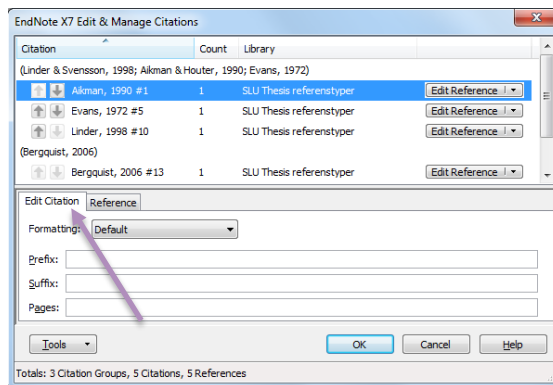 EndNote X7 Edit & Manage Citations
Citation Count Library
(Linder & Svensson, 1998; Aikman & Houter, 1990; Evans, 1972)
Aikman, 1990 #1 1 SLU Thesis referenstyper Edit Reference
Evans, 1972 #5 1 SLU Thesis referenstyper Edit Reference
Linder, 1998 #10 1 SLU Thesis referenstyper Edit Reference
(Bergquist, 2006)
Bergquist, 2006 #13 1 SLU Thesis referenstyper Edit Reference
Edit Citation Reference
Formatting: Default
Prefix:
Suffix:
Pages:
Tools OK Cancel Help
Totals: 3 Citation Groups, 5 Citations, 5 References